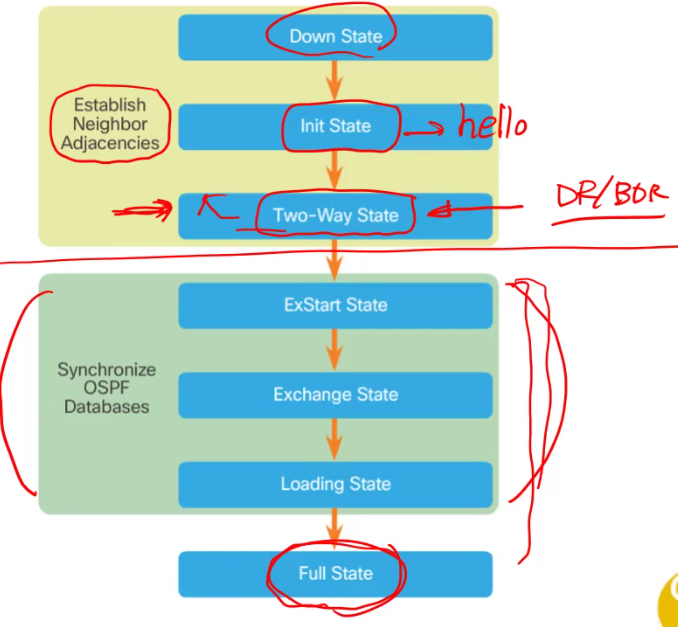 Down State
Establish
Neighbor
Adjacencies
Init State
hello
Two-Way State
DR/BDR
ExStart State
Synchronize
OSPF
Databases
Exchange State
Loading State
Full State